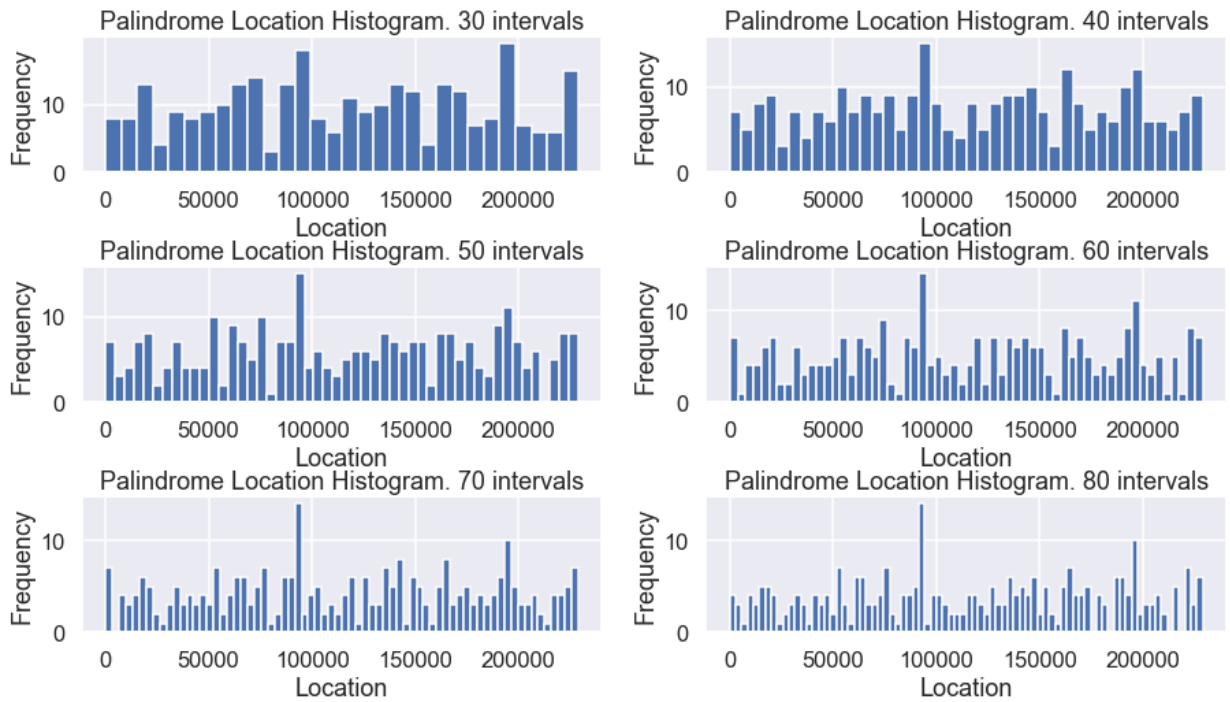 Palindrome Location Histogram. 30 intervals
Frequency
10
0
0 50000 100000 150000 200000
Location
Palindrome Location Histogram. 40 intervals
Frequency
10
0
0 50000 100000 150000 200000
Location
Palindrome Location Histogram. 50 intervals
Frequency
10
0
0 50000 100000 150000 200000
Location
Palindrome Location Histogram. 60 intervals
Frequency
10
0
0 50000 100000 150000 200000
Location
Palindrome Location Histogram. 70 intervals
Frequency
10
0
0 50000 100000 150000 200000
Location
Palindrome Location Histogram. 80 intervals
Frequency
10
0
0 50000 100000 150000 200000
Location